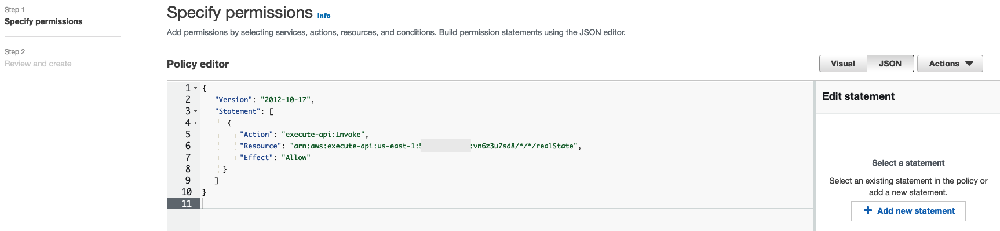 Step 1
Specify permissions
Step 2
Review and create
Specify permissions Info
Add permissions by selecting services, actions, resources, and conditions. Build permission statements using the JSON editor.
Policy editor
Visual JSON Actions
1 {
2 "Version": "2012-10-17",
3 "Statement": [
4 {
5 "Action": "execute-api:Invoke",
6 "Resource": "arn:aws:execute-api:us-east-1: :vn6z3u7sd8/*/*/realState",
7 "Effect": "Allow"
8 }
9 ]
10 }
11
Edit statement
Select a statement
Select an existing statement in the policy or
add a new statement.
+ Add new statement